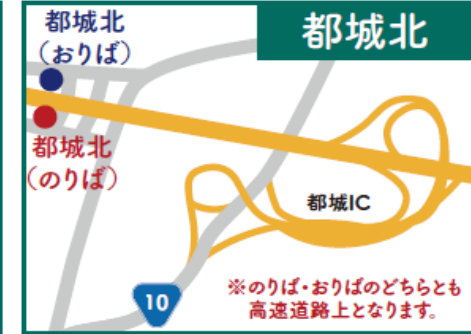 都城北
都城北
（おりば）
都城北
（のりば）
都城IC
10
※のりば・おりばのどちらとも
高速道路上となります。